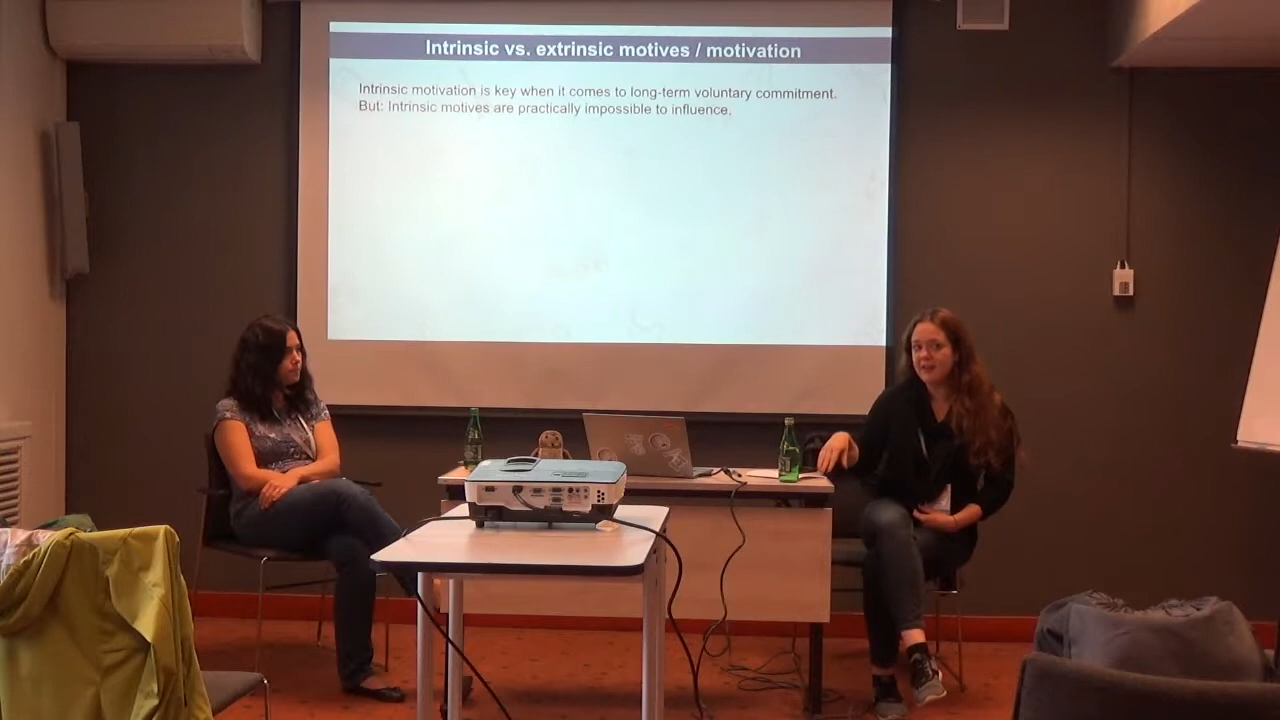 Intrinsic vs. extrinsic motives / motivation
Intrinsic motivation is key when it comes to long-term voluntary commitment.
But: Intrinsic motives are practically impossible to influence.